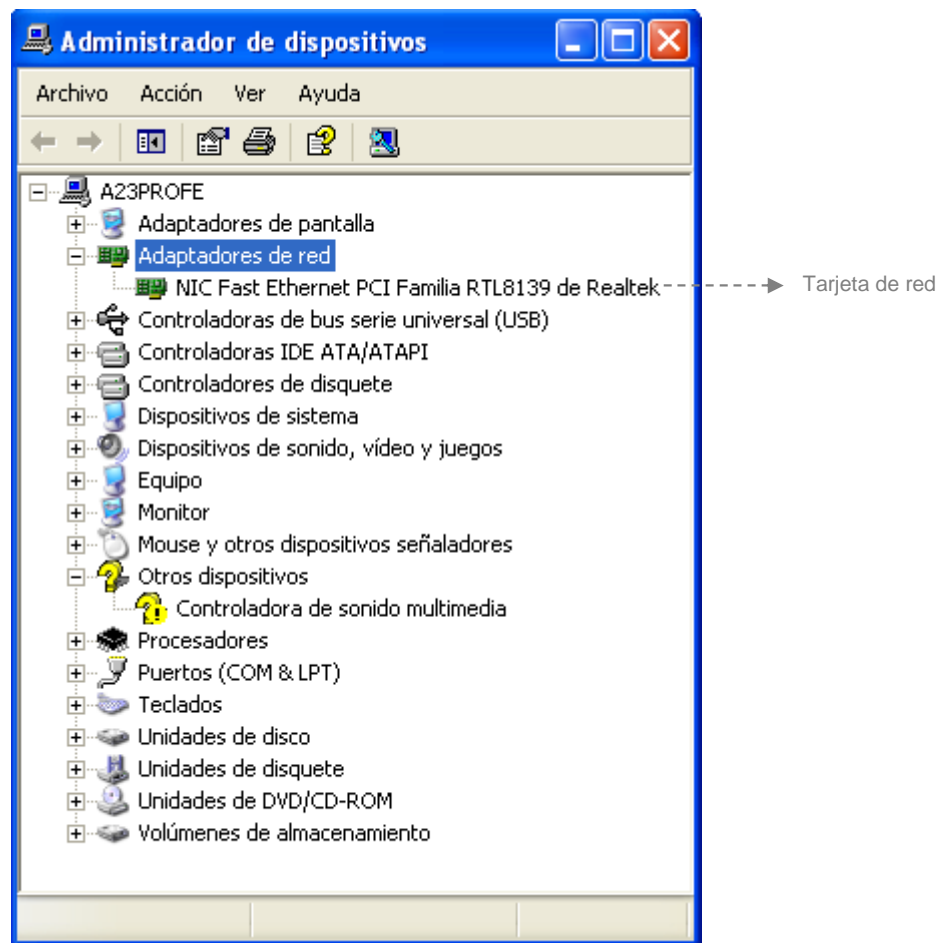 Administrador de dispositivos
Archivo Acción Ver Ayuda
A23PROFE
Adaptadores de pantalla
Adaptadores de red
NIC Fast Ethernet PCI Familia RTL8139 de Realtek
Tarjeta de red
Controladoras de bus serie universal (USB)
Controladoras IDE ATA/ATAPI
Controladores de disquete
Dispositivos de sistema
Dispositivos de sonido, vídeo y juegos
Equipo
Monitor
Mouse y otros dispositivos señaladores
Otros dispositivos
Controladora de sonido multimedia
Procesadores
Puertos (COM & LPT)
Teclados
Unidades de disco
Unidades de disquete
Unidades de DVD/CD-ROM
Volúmenes de almacenamiento